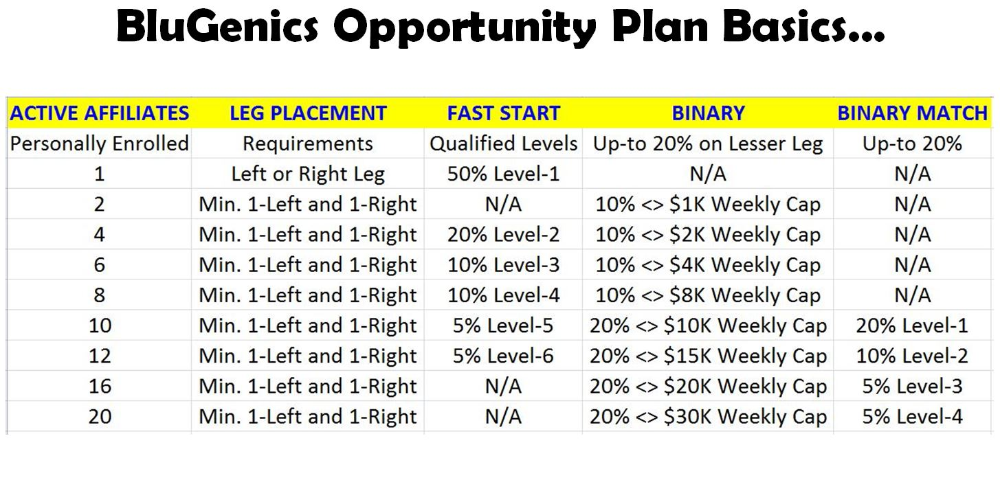 BluGenics Opportunity Plan Basics...
ACTIVE AFFILIATES LEG PLACEMENT FAST START BINARY BINARY MATCH
Personally Enrolled Requirements Qualified Levels Up-to 20% on Lesser Leg Up-to 20%
1 Left or Right Leg 50% Level-1 N/A N/A
2 Min. 1-Left and 1-Right N/A 10% <> $1K Weekly Cap N/A
4 Min. 1-Left and 1-Right 20% Level-2 10% <> $2K Weekly Cap N/A
6 Min. 1-Left and 1-Right 10% Level-3 10% <> $4K Weekly Cap N/A
8 Min. 1-Left and 1-Right 10% Level-4 10% <> $8K Weekly Cap N/A
10 Min. 1-Left and 1-Right 5% Level-5 20% <> $10K Weekly Cap 20% Level-1
12 Min. 1-Left and 1-Right 5% Level-6 20% <> $15K Weekly Cap 10% Level-2
16 Min. 1-Left and 1-Right N/A 20% <> $20K Weekly Cap 5% Level-3
20 Min. 1-Left and 1-Right N/A 20% <> $30K Weekly Cap 5% Level-4